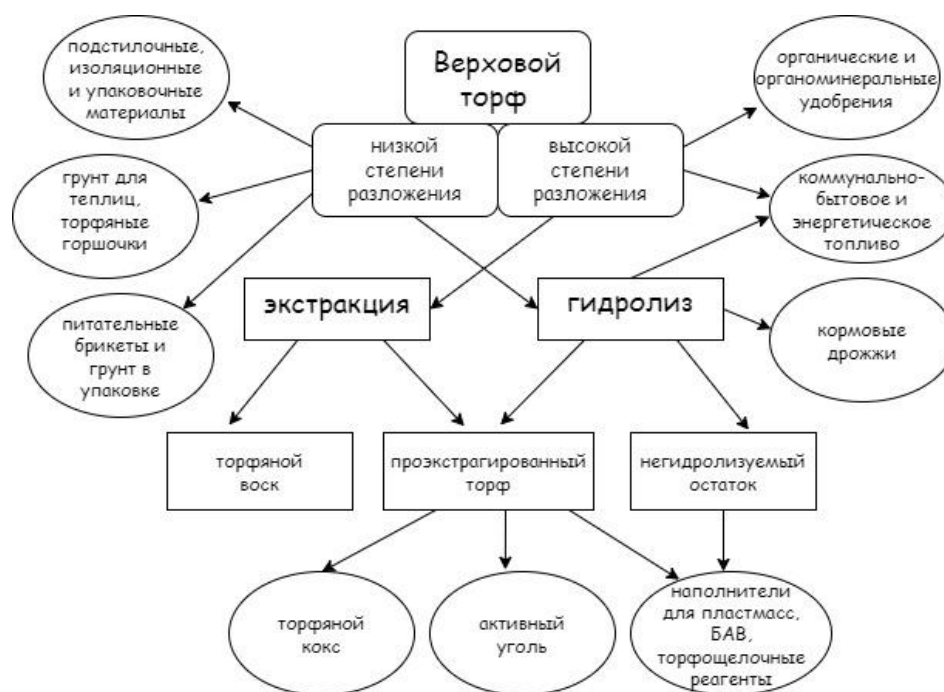 Верховой
торф
подстилочные,
изоляционные
и упаковочные
материалы
органические и
органоминеральные
удобрения
низкой
степени
разложения
высокой
степени
разложения
грунт для
теплиц,
торфяные
горшочки
коммунально-
бытовое и
энергетическое
топливо
экстракция
гидролиз
питательные
брикеты и
грунт в
упаковке
кормовые
дрожжи
торфяной
воск
проэкстрагированный
торф
негидролизуемый
остаток
торфяной
кокс
активный
уголь
наполнители
для пластмасс,
БАВ,
торфощелочные
реагенты